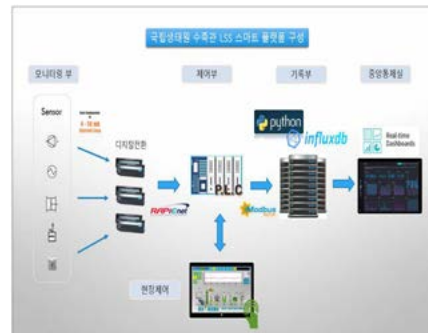 국립생태원 수족관 LSS 스마트 플랫폼 구성
모니터링 부
제어부
기록부
중앙통제실
Sensor
디지털전환
python
influxdb
Real-time
Dashboards
P.L.C
RAPIEnet
Modbus
현장제어